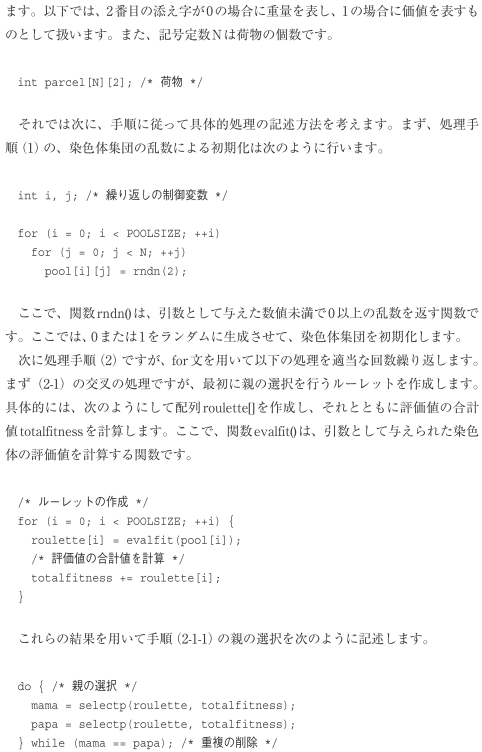 ます。以下では、2番目の添え字が0の場合に重量を表し、1の場合に価値を表すも
のとして扱います。また、記号定数Nは荷物の個数です。
int parcel[N][2]; /* 荷物 */
それでは次に、手順に従って具体的処理の記述方法を考えます。まず、処理手
順(1)の、染色体集団の乱数による初期化は次のように行います。
int i, j; /* 繰り返しの制御変数 */
for (i = 0; i < POOLSIZE; ++i)
for (j = 0; j < N; ++j)
pool[i][j] = rndn(2);
ここで、関数rndn()は、引数として与えた数値未満で0以上の乱数を返す関数で
す。ここでは、0または1をランダムに生成させて、染色体集団を初期化します。
次に処理手順(2)ですが、for文を用いて以下の処理を適当な回数繰り返します。
まず(2-1)の交叉の処理ですが、最初に親の選択を行うルーレットを作成します。
具体的には、次のようにして配列roulette[]を作成し、それとともに評価値の合計
値totalfitnessを計算します。ここで、関数evalfit()は、引数として与えられた染色
体の評価値を計算する関数です。
/* ルーレットの作成 */
for (i = 0; i < POOLSIZE; ++i) {
roulette[i] = evalfit(pool[i]);
/* 評価値の合計値を計算 */
totalfitness += roulette[i];
}
これらの結果を用いて手順(2-1-1)の親の選択を次のように記述します。
do { /* 親の選択 */
mama = selectp(roulette, totalfitness);
papa = selectp(roulette, totalfitness);
} while (mama == papa); /* 重複の削除 */